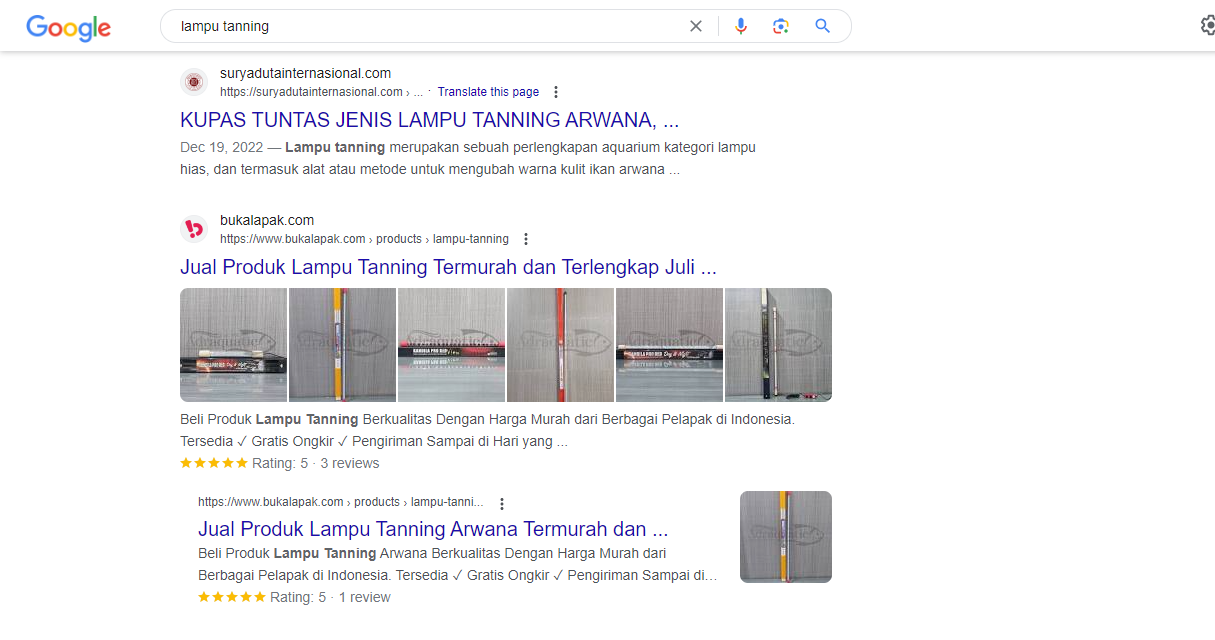 Google
lampu tanning
suryadutainternasional.com
https://suryadutainternasional.com › ... · Translate this page
KUPAS TUNTAS JENIS LAMPU TANNING ARWANA, ...
Dec 19, 2022 — Lampu tanning merupakan sebuah perlengkapan aquarium kategori lampu
hias, dan termasuk alat atau metode untuk mengubah warna kulit ikan arwana ...
bukalapak.com
https://www.bukalapak.com › products › lampu-tanning
Jual Produk Lampu Tanning Termurah dan Terlengkap Juli ...
Beli Produk Lampu Tanning Berkualitas Dengan Harga Murah dari Berbagai Pelapak di Indonesia.
Tersedia ✓ Gratis Ongkir ✓ Pengiriman Sampai di Hari yang ...
Rating: 5 · 3 reviews
https://www.bukalapak.com › products › lampu-tanni...
Jual Produk Lampu Tanning Arwana Termurah dan ...
Beli Produk Lampu Tanning Arwana Berkualitas Dengan Harga Murah dari
Berbagai Pelapak di Indonesia. Tersedia ✓ Gratis Ongkir ✓ Pengiriman Sampai di...
Rating: 5 · 1 review